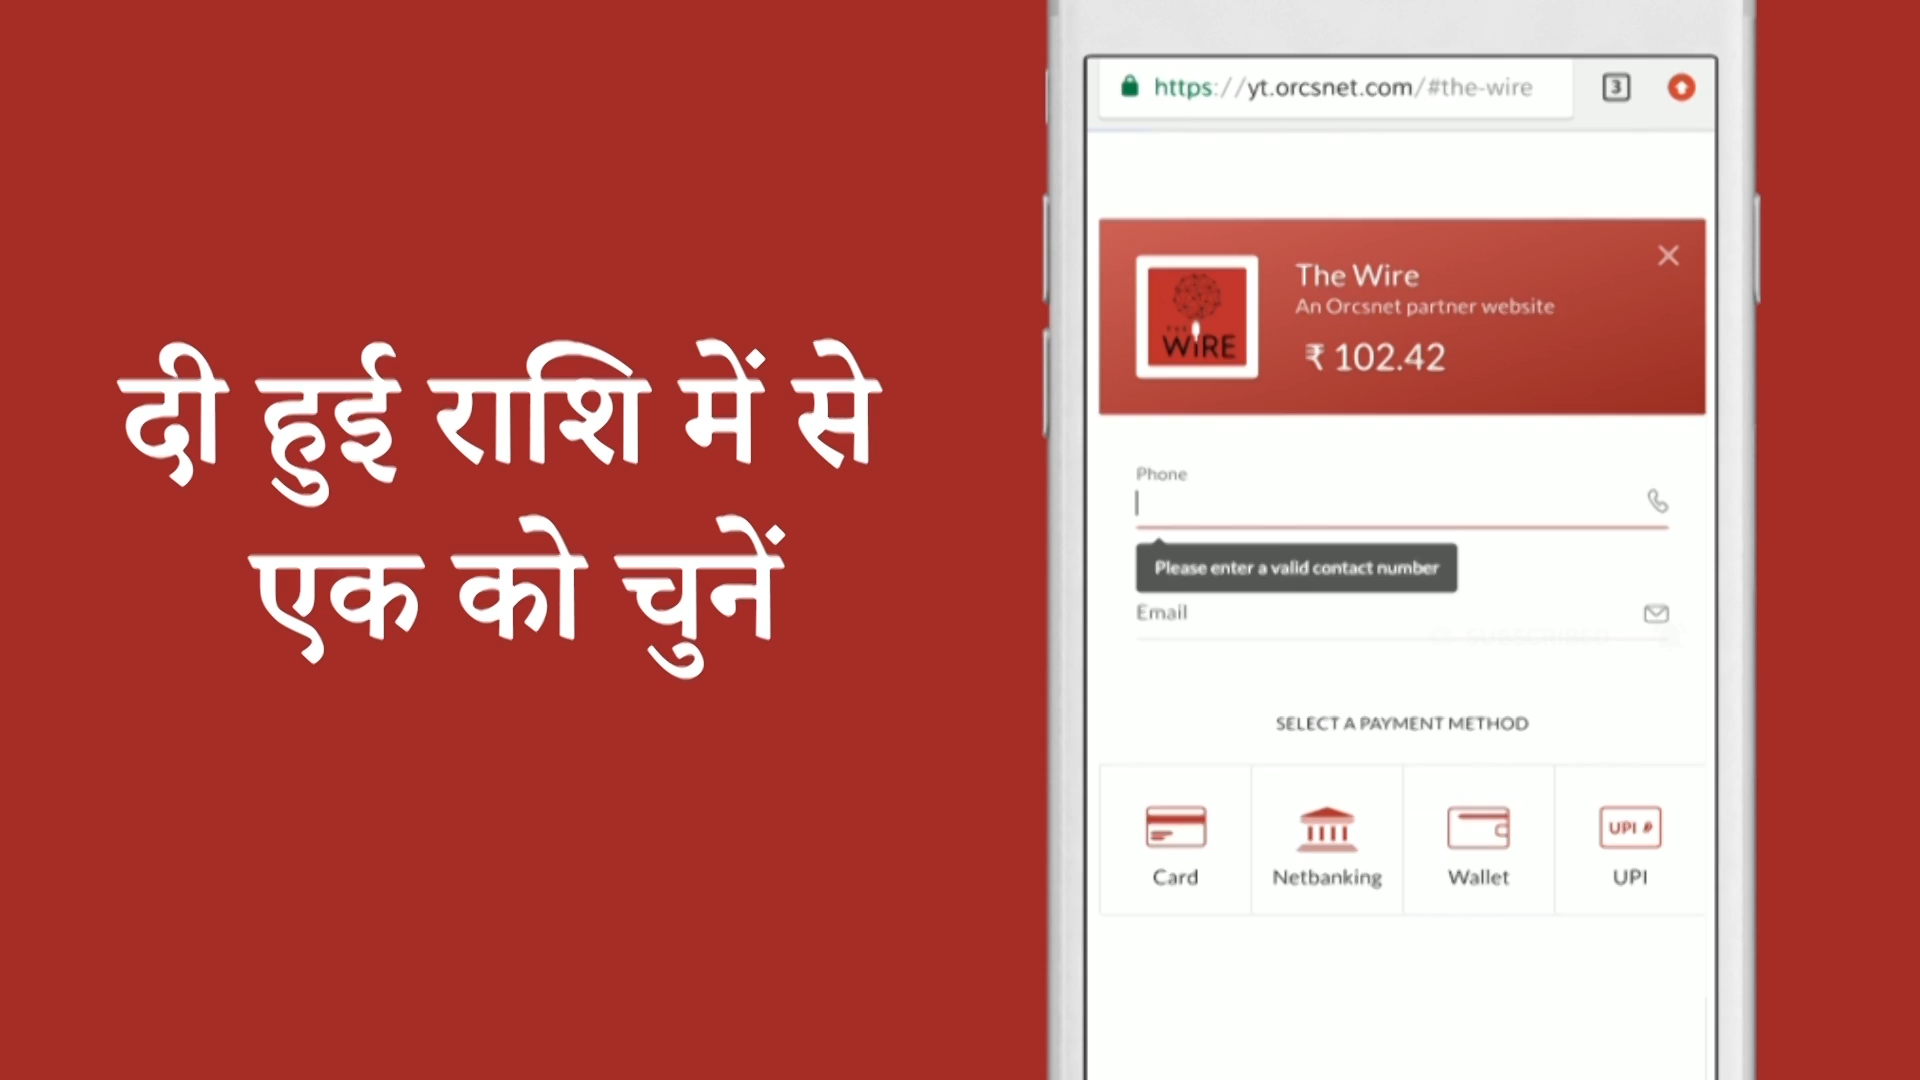 दी हुई राशि में से
एक को चुनें
https://yt.orcsnet.com/#the-wire
3
The Wire
An Orcsnet partner website
₹ 102.42
THE
WIRE
Phone
Please enter a valid contact number
Email
SELECT A PAYMENT METHOD
UPI
Card
Netbanking
Wallet
UPI